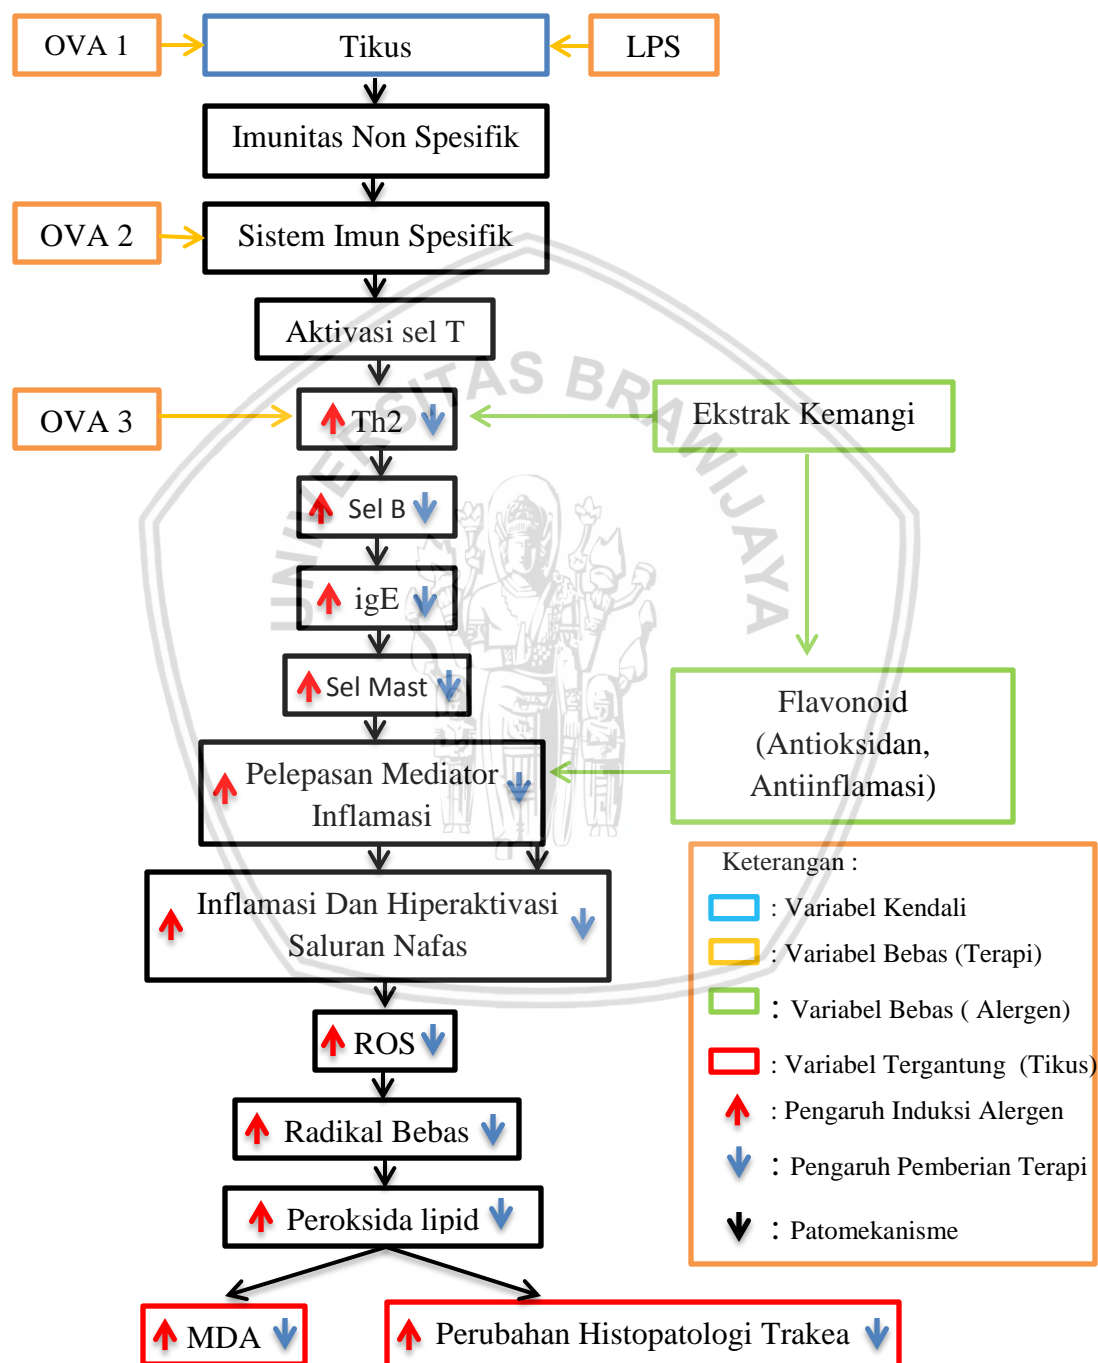 OVA 1
Tikus
LPS
Imunitas Non Spesifik
OVA 2
Sistem Imun Spesifik
Aktivasi sel T
UNIVERSITAS BRAWIJAYA
OVA 3
Th2
Ekstrak Kemangi
Sel B
igE
Sel Mast
Flavonoid
(Antioksidan,
Antiinflamasi)
Pelepasan Mediator
Inflamasi
Inflamasi Dan Hiperaktivasi
Saluran Nafas
ROS
Radikal Bebas
Peroksida lipid
MDA
Perubahan Histopatologi Trakea
Keterangan :
: Variabel Kendali
: Variabel Bebas (Terapi)
: Variabel Bebas ( Alergen)
: Variabel Tergantung (Tikus)
: Pengaruh Induksi Alergen
: Pengaruh Pemberian Terapi
: Patomekanisme